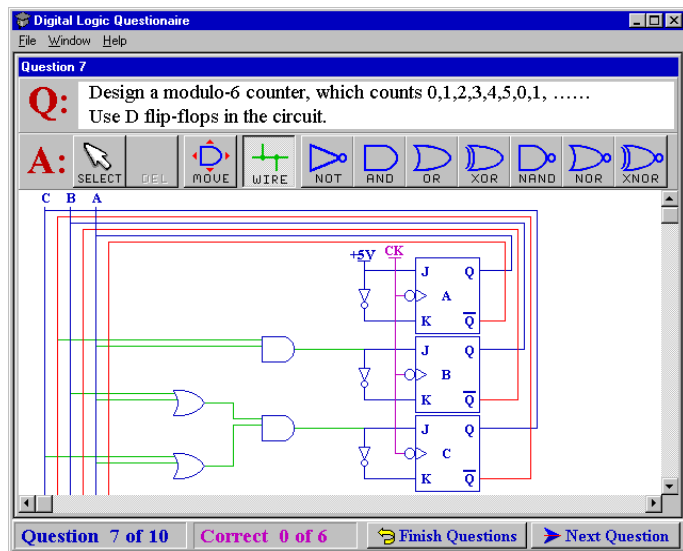 Digital Logic Questionaire
File Window Help
Question 7
Q: Design a modulo-6 counter, which counts 0,1,2,3,4,5,0,1, ......
Use D flip-flops in the circuit.
A: SELECT DEL MOVE WIRE NOT AND OR XOR NAND NOR XNOR
C B A
+5V CK
J Q
A
K Q
J Q
B
K Q
J Q
C
K Q
Question 7 of 10 Correct 0 of 6 Finish Questions Next Question